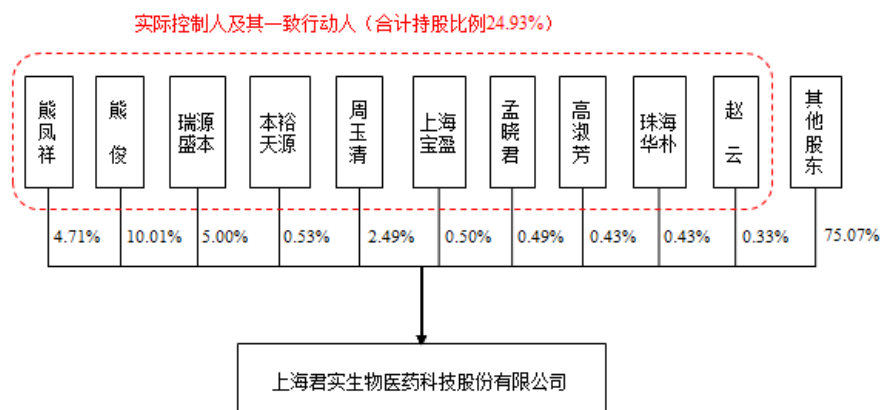 实际控制人及其一致行动人（合计持股比例24.93%）
熊凤祥
熊俊
瑞源
盛本
本裕
天源
周玉清
上海
宝盈
孟晓君
高淑芳
珠海
华朴
赵云
其他股东
4.71%
10.01%
5.00%
0.53%
2.49%
0.50%
0.49%
0.43%
0.43%
0.33%
75.07%
上海君实生物医药科技股份有限公司